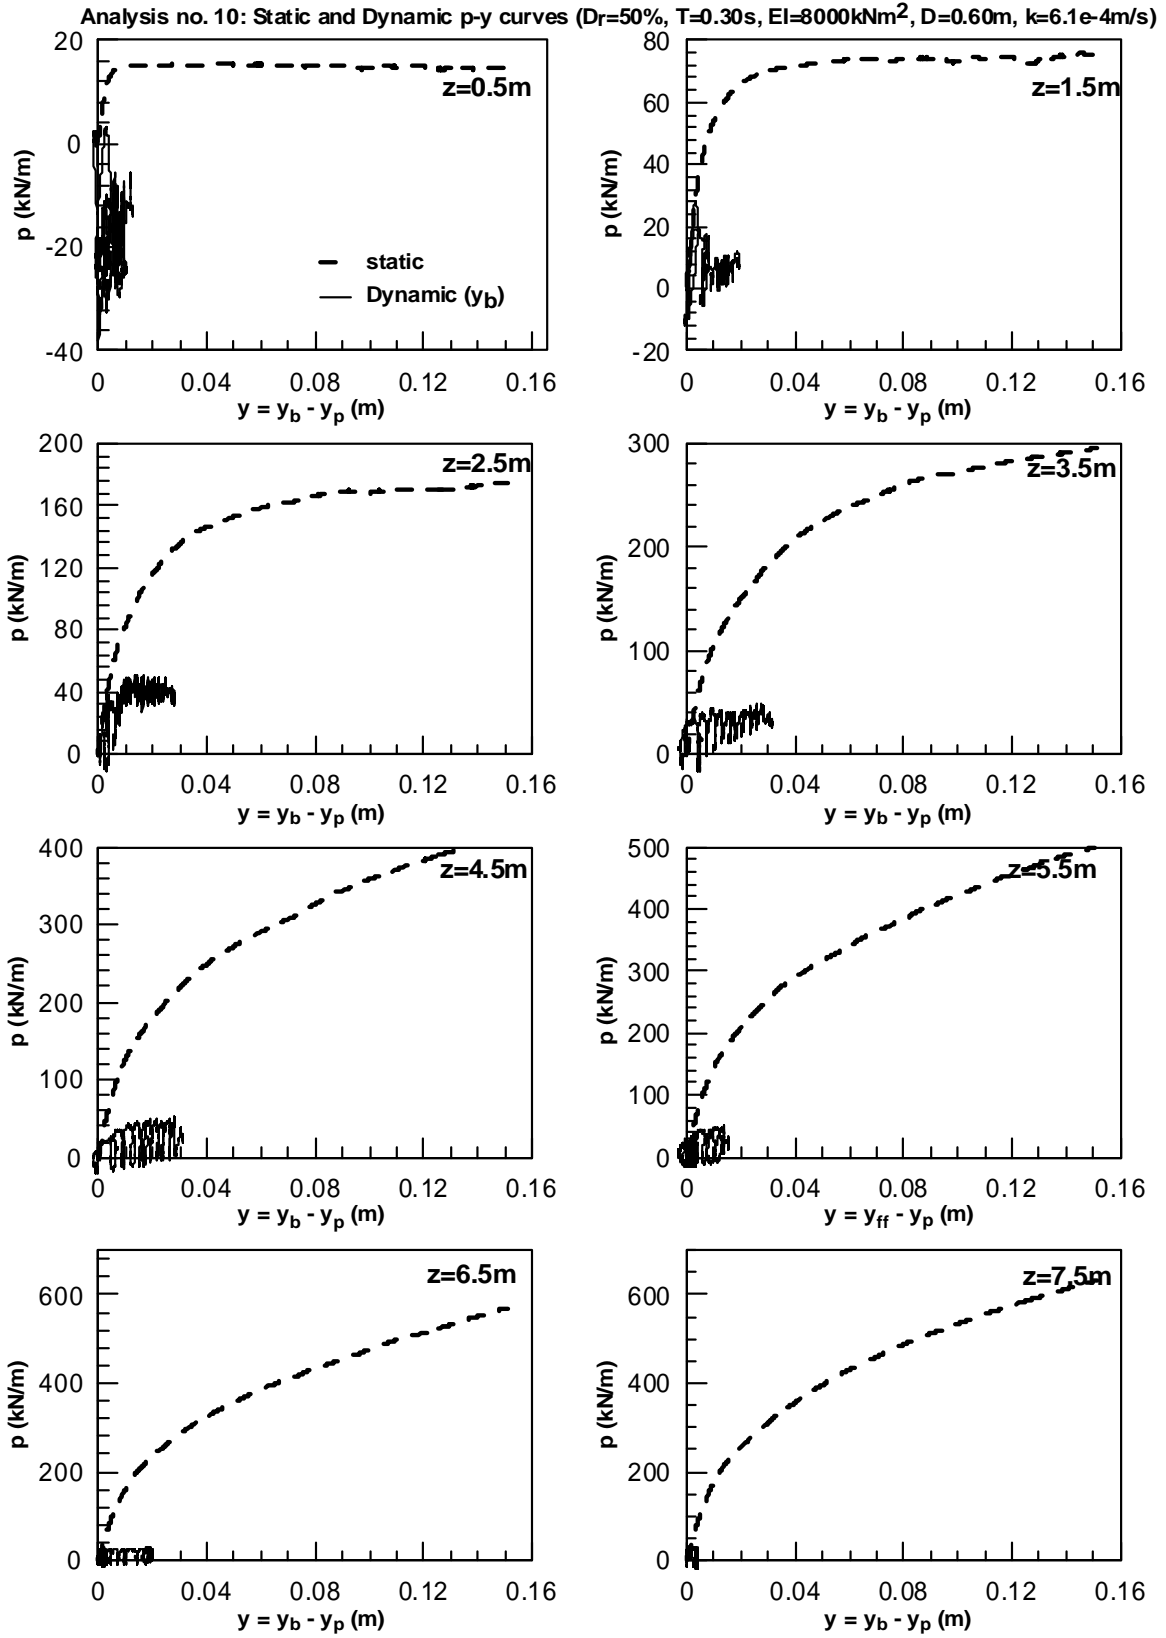 Analysis no. 10: Static and Dynamic p-y curves (Dr=50%, T=0.30s, EI=8000kNm2, D=0.60m, k=6.1e-4m/s)
20
0
-20
-40
p (kN/m)
z=0.5m
static
Dynamic (yb)
0 0.04 0.08 0.12 0.16
y = yb - yp (m)
80
60
40
20
0
-20
p (kN/m)
z=1.5m
0 0.04 0.08 0.12 0.16
y = yb - yp (m)
200
160
120
80
40
0
p (kN/m)
z=2.5m
0 0.04 0.08 0.12 0.16
y = yb - yp (m)
300
200
100
0
p (kN/m)
z=3.5m
0 0.04 0.08 0.12 0.16
y = yb - yp (m)
400
300
200
100
0
p (kN/m)
z=4.5m
0 0.04 0.08 0.12 0.16
y = yb - yp (m)
500
400
300
200
100
0
p (kN/m)
z=5.5m
0 0.04 0.08 0.12 0.16
y = yff - yp (m)
600
400
200
0
p (kN/m)
z=6.5m
0 0.04 0.08 0.12 0.16
y = yb - yp (m)
600
400
200
0
p (kN/m)
z=7.5m
0 0.04 0.08 0.12 0.16
y = yb - yp (m)